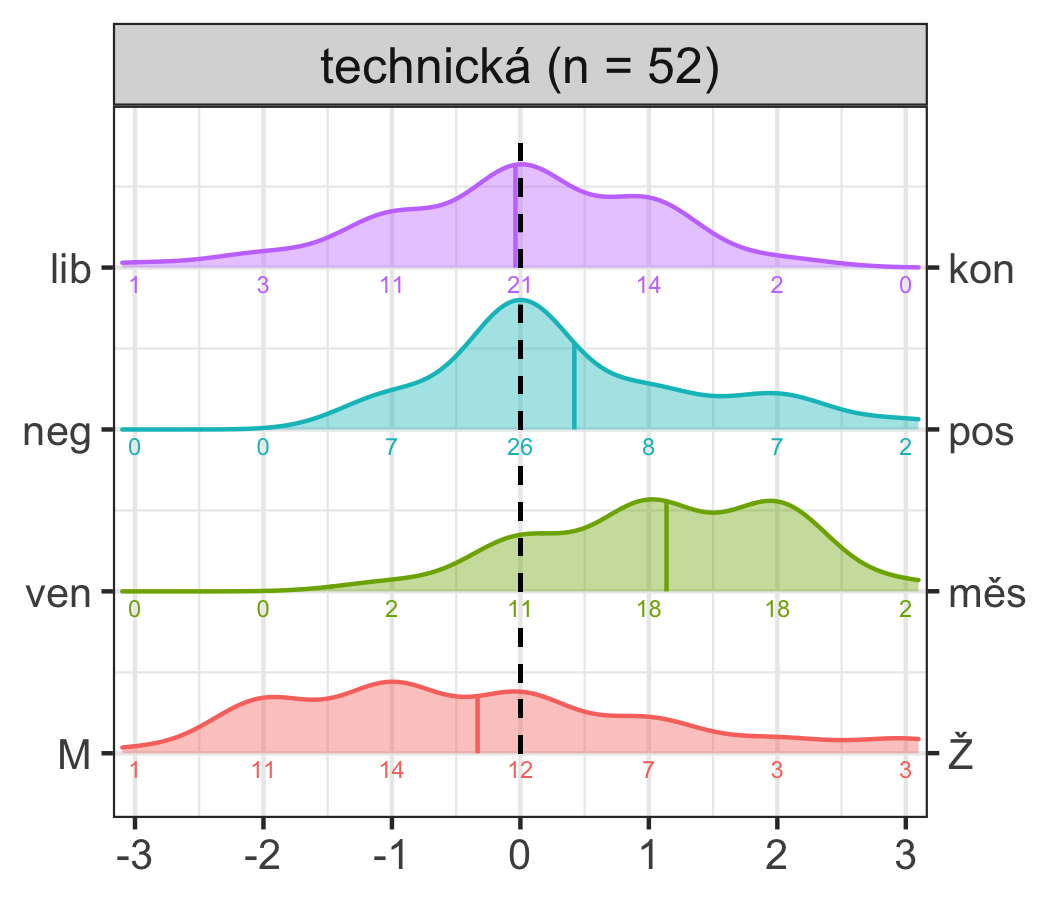 technická (n = 52)
lib kon
1 3 11 21 14 2 0
neg pos
0 0 7 26 8 7 2
ven měs
0 0 2 11 18 18 2
M Ž
1 11 14 12 7 3 3
-3 -2 -1 0 1 2 3